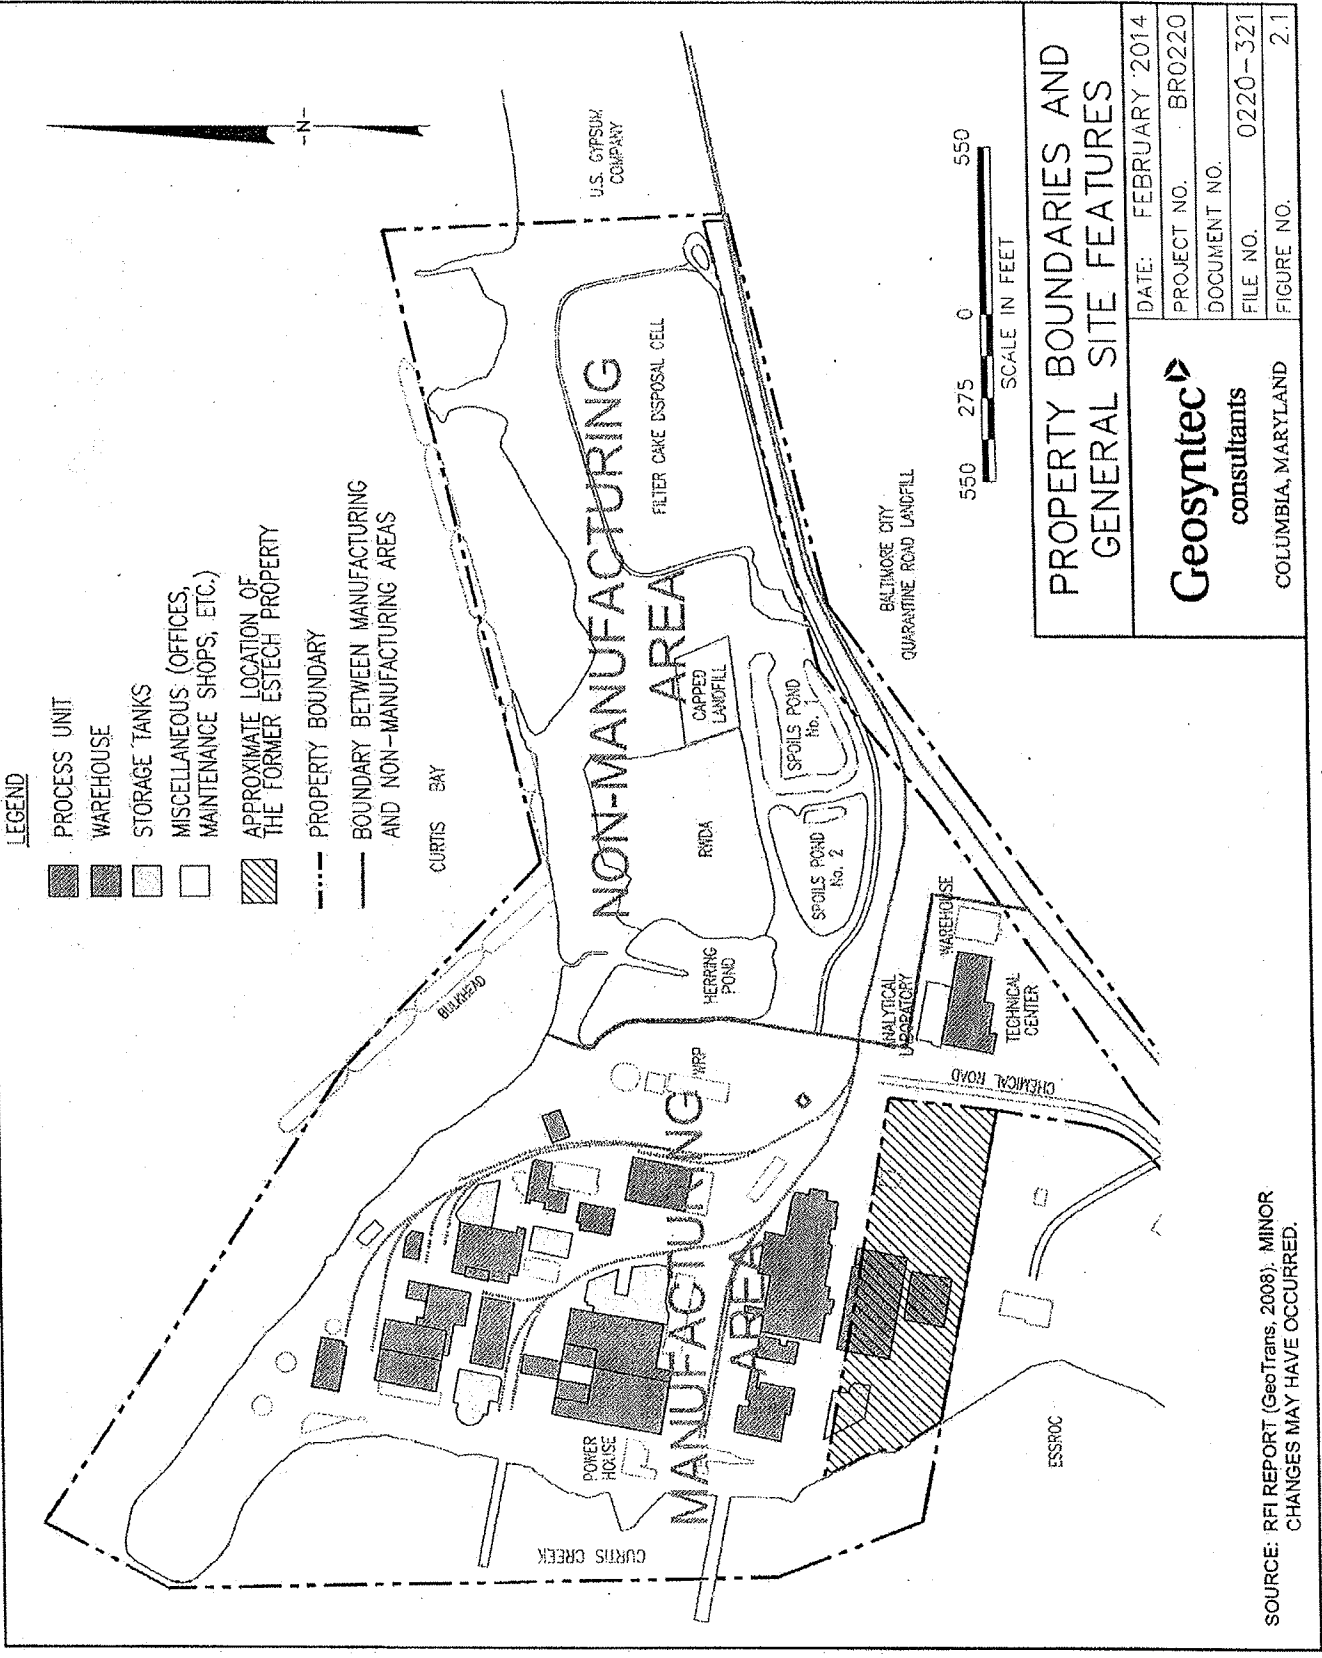 LEGEND
PROCESS UNIT
WAREHOUSE
STORAGE TANKS
MISCELLANEOUS (OFFICES,
MAINTENANCE SHOPS, ETC.)
APPROXIMATE LOCATION OF
THE FORMER ESTECH PROPERTY
PROPERTY BOUNDARY
BOUNDARY BETWEEN MANUFACTURING
AND NON-MANUFACTURING AREAS
-N-
CURTIS BAY
BULKHEAD
U.S. GYPSUM
COMPANY
NON-MANUFACTURING
AREA
FILTER CAKE DISPOSAL CELL
CAPPED
LANDFILL
RWDA
HERRING
POND
SPOILS POND
No. 1
SPOILS POND
No. 2
BALTIMORE CITY
QUARANTINE ROAD LANDFILL
WAREHOUSE
ANALYTICAL
LABORATORY
TECHNICAL
CENTER
CHEMICAL ROAD
WRP
MANUFACTURING
AREA
POWER
HOUSE
CURTIS CREEK
ESSROC
550 275 0 550
SCALE IN FEET
PROPERTY BOUNDARIES AND
GENERAL SITE FEATURES
Geosyntec
consultants
COLUMBIA, MARYLAND
DATE: FEBRUARY 2014
PROJECT NO. BR0220
DOCUMENT NO.
FILE NO. 0220-321
FIGURE NO. 2.1
SOURCE: RFI REPORT (GeoTrans, 2008). MINOR
CHANGES MAY HAVE OCCURRED.